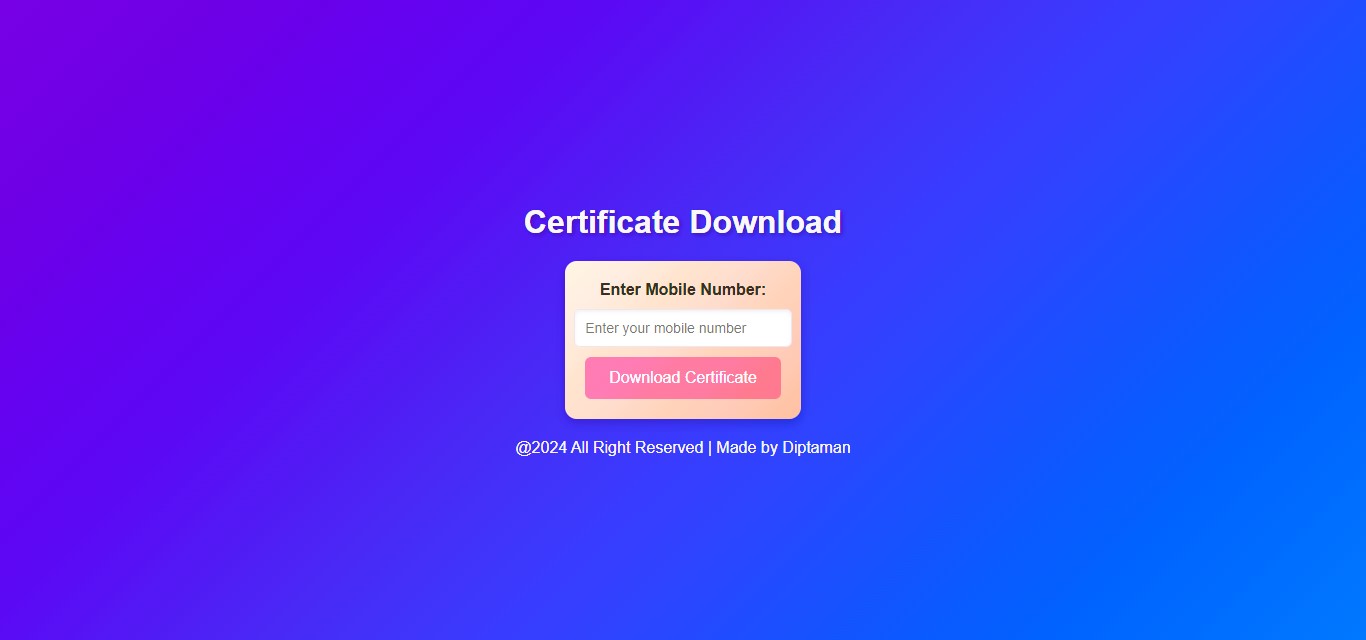 Certificate Download
Enter Mobile Number:
Enter your mobile number
Download Certificate
@2024 All Right Reserved | Made by Diptaman